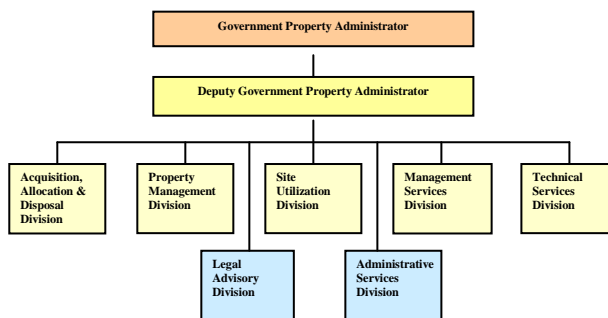 Government Property Administrator
Deputy Government Property Administrator
Acquisition,
Allocation &
Disposal
Division
Property
Management
Division
Site
Utilization
Division
Management
Services
Division
Technical
Services
Division
Legal
Advisory
Division
Administrative
Services
Division